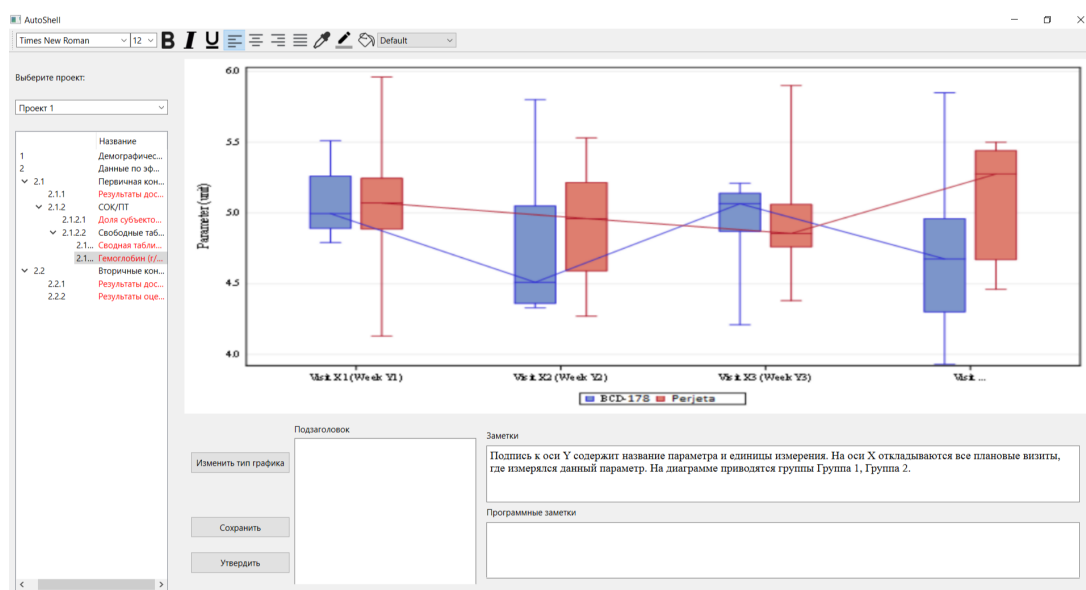 AutoShell
Times New Roman 12 B I U Default
Выберите проект:
Проект 1
Название
1 Демографичес...
2 Данные по эф...
2.1 Первичная кон...
2.1.1 Результаты дос...
2.1.2 СОК/ПТ
2.1.2.1 Доля субъекто...
2.1.2.2 Свободные таб...
2.1... Сводная табли...
2.1... Гемоглобин (г/...
2.2 Вторичные кон...
2.2.1 Результаты дос...
2.2.2 Результаты оце...
6.0
5.5
5.0
4.5
4.0
Parameter (unit)
Visit X1 (Week Y1) Visit X2 (Week Y2) Visit X3 (Week Y3) Visit ...
BCD-178 Perjeta
Изменить тип графика
Сохранить
Утвердить
Подзаголовок
Заметки
Подпись к оси Y содержит название параметра и единицы измерения. На оси X откладываются все плановые визиты,
где измерялся данный параметр. На диаграмме приводятся группы Группа 1, Группа 2.
Программные заметки